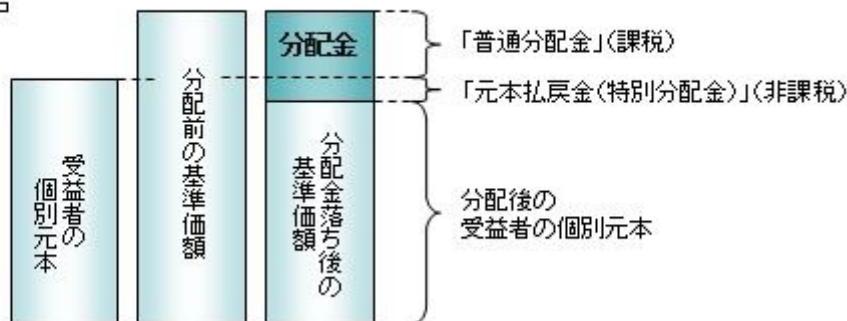 受益者の
個別元本
分配前の基準価額
分配金
分配金落ち後の
基準価額
「普通分配金」(課税)
「元本払戻金(特別分配金)」(非課税)
分配後の
受益者の個別元本